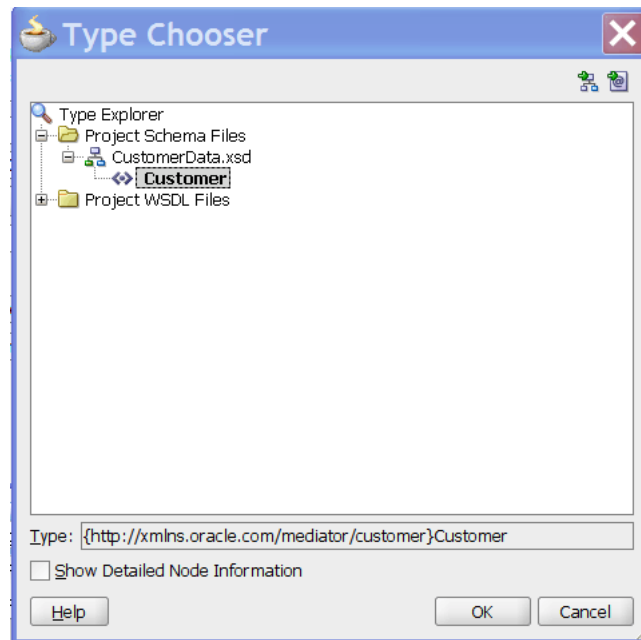 Type Chooser
Type Explorer
Project Schema Files
CustomerData.xsd
Customer
Project WSDL Files
Type: {http://xmlns.oracle.com/mediator/customer}Customer
Show Detailed Node Information
Help OK Cancel